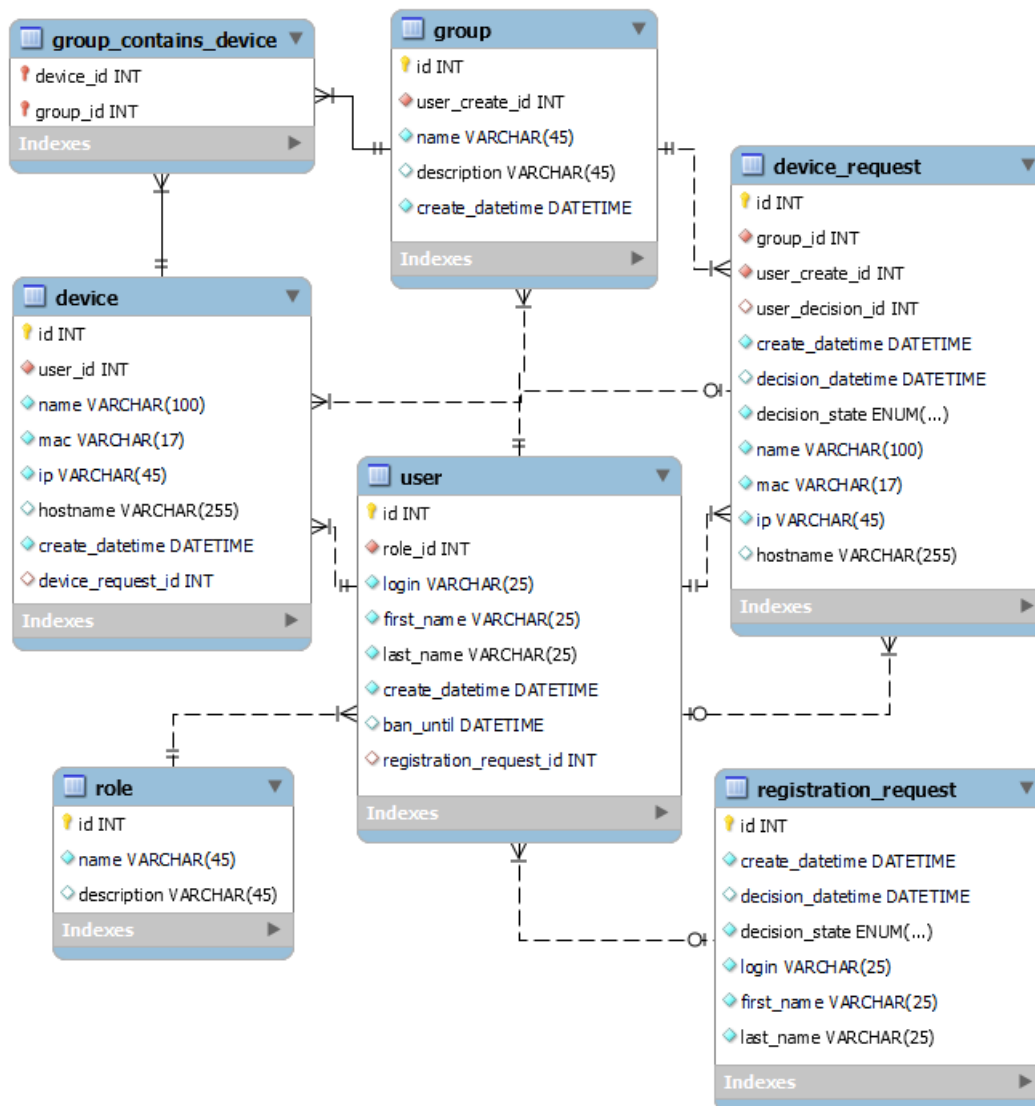 group_contains_device
device_id INT
group_id INT
Indexes
group
id INT
user_create_id INT
name VARCHAR(45)
description VARCHAR(45)
create_datetime DATETIME
Indexes
device_request
id INT
group_id INT
user_create_id INT
user_decision_id INT
create_datetime DATETIME
decision_datetime DATETIME
decision_state ENUM(...)
name VARCHAR(100)
mac VARCHAR(17)
ip VARCHAR(45)
hostname VARCHAR(255)
Indexes
device
id INT
user_id INT
name VARCHAR(100)
mac VARCHAR(17)
ip VARCHAR(45)
hostname VARCHAR(255)
create_datetime DATETIME
device_request_id INT
Indexes
user
id INT
role_id INT
login VARCHAR(25)
first_name VARCHAR(25)
last_name VARCHAR(25)
create_datetime DATETIME
ban_until DATETIME
registration_request_id INT
Indexes
role
id INT
name VARCHAR(45)
description VARCHAR(45)
Indexes
registration_request
id INT
create_datetime DATETIME
decision_datetime DATETIME
decision_state ENUM(...)
login VARCHAR(25)
first_name VARCHAR(25)
last_name VARCHAR(25)
Indexes